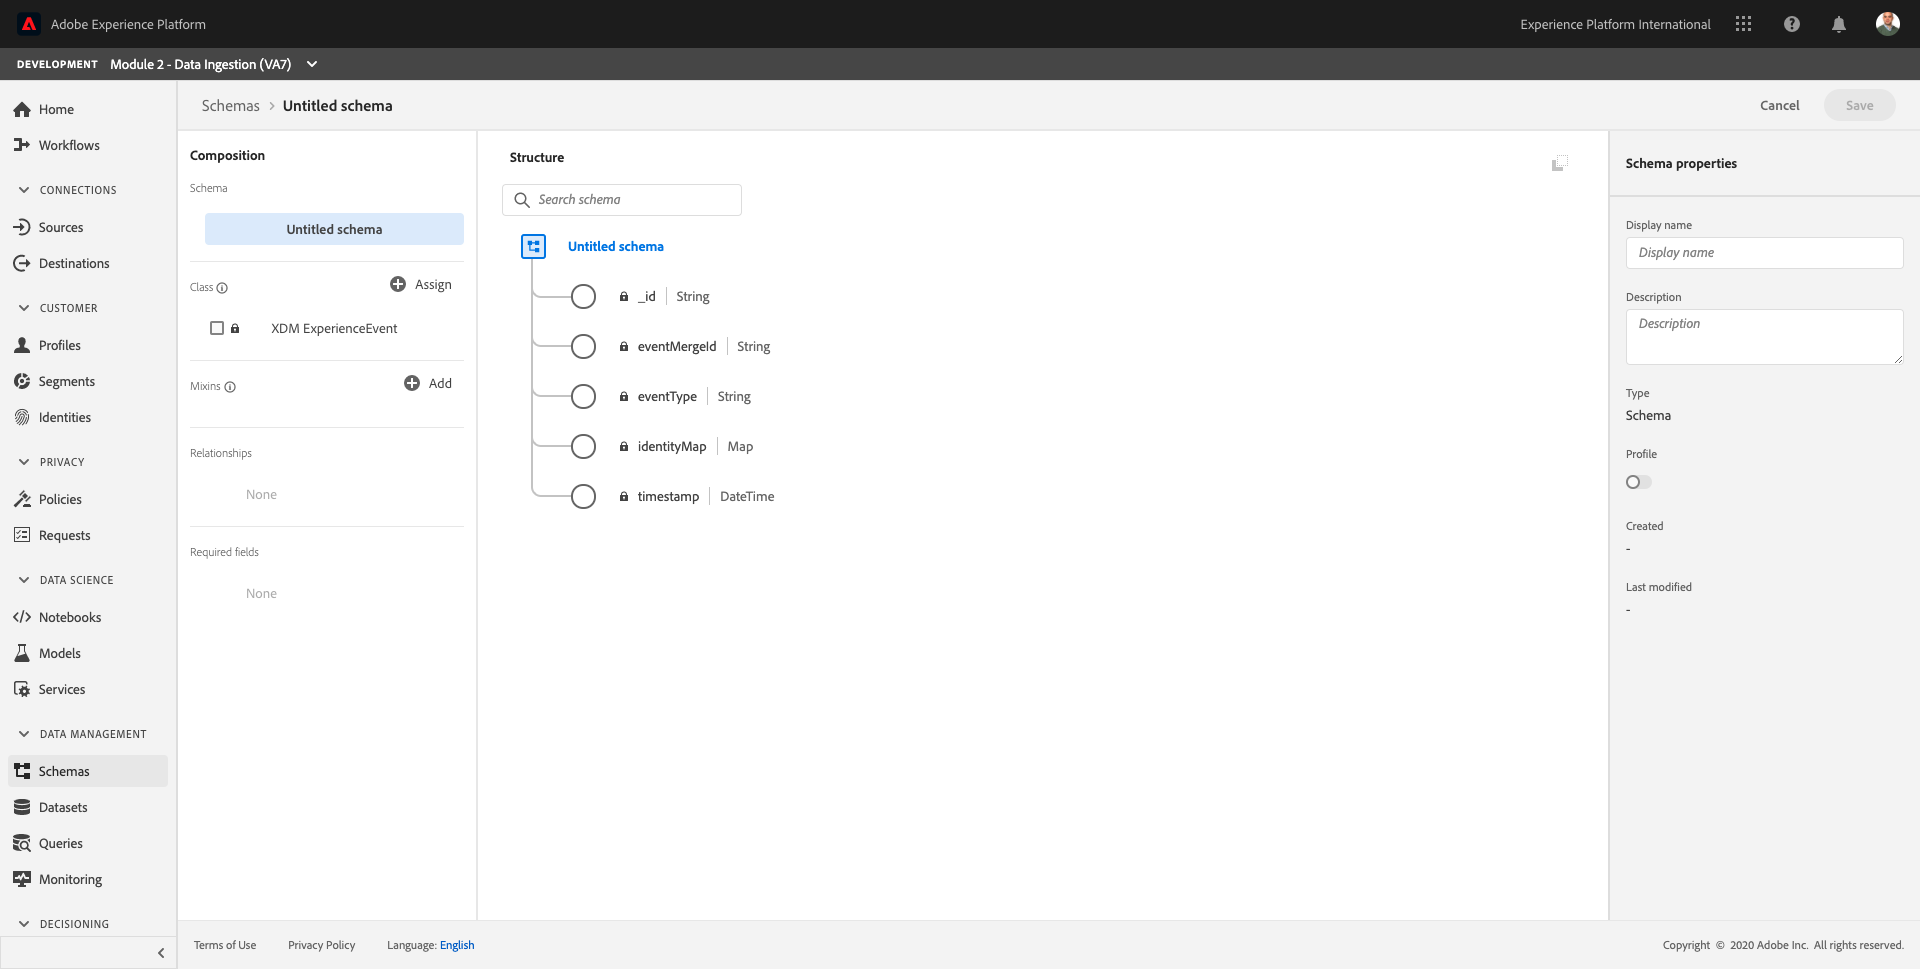 Adobe Experience Platform
Experience Platform International
DEVELOPMENT Module 2 - Data Ingestion (VA7)
Home
Workflows
CONNECTIONS
Sources
Destinations
CUSTOMER
Profiles
Segments
Identities
PRIVACY
Policies
Requests
DATA SCIENCE
Notebooks
Models
Services
DATA MANAGEMENT
Schemas
Datasets
Queries
Monitoring
DECISIONING
Schemas > Untitled schema
Cancel
Save
Composition
Schema
Untitled schema
Class
Assign
XDM ExperienceEvent
Mixins
Add
Relationships
None
Required fields
None
Structure
Search schema
Untitled schema
_id | String
eventMergeId | String
eventType | String
identityMap | Map
timestamp | DateTime
Schema properties
Display name
Display name
Description
Description
Type
Schema
Profile
Created
-
Last modified
-
Terms of Use
Privacy Policy
Language: English
Copyright © 2020 Adobe Inc. All rights reserved.